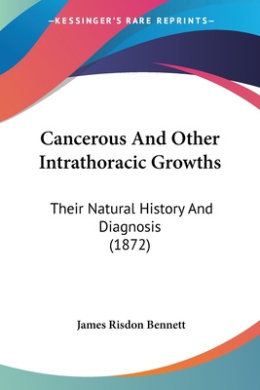 KESSINGER'S RARE REPRINTS
Cancerous And Other
Intrathoracic Growths
Their Natural History And
Diagnosis
(1872)
James Risdon Bennett